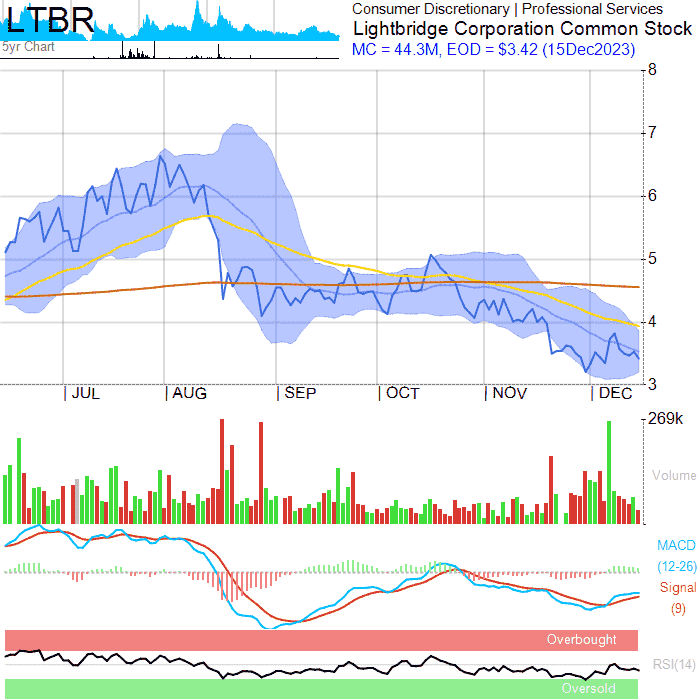 LTBR
5yr Chart
Consumer Discretionary | Professional Services
Lightbridge Corporation Common Stock
MC = 44.3M, EOD = $3.42 (15Dec2023)
8
7
6
5
4
3
JUL AUG SEP OCT NOV DEC
269k
Volume
MACD
(12-26)
Signal
(9)
Overbought
RSI(14)
Oversold